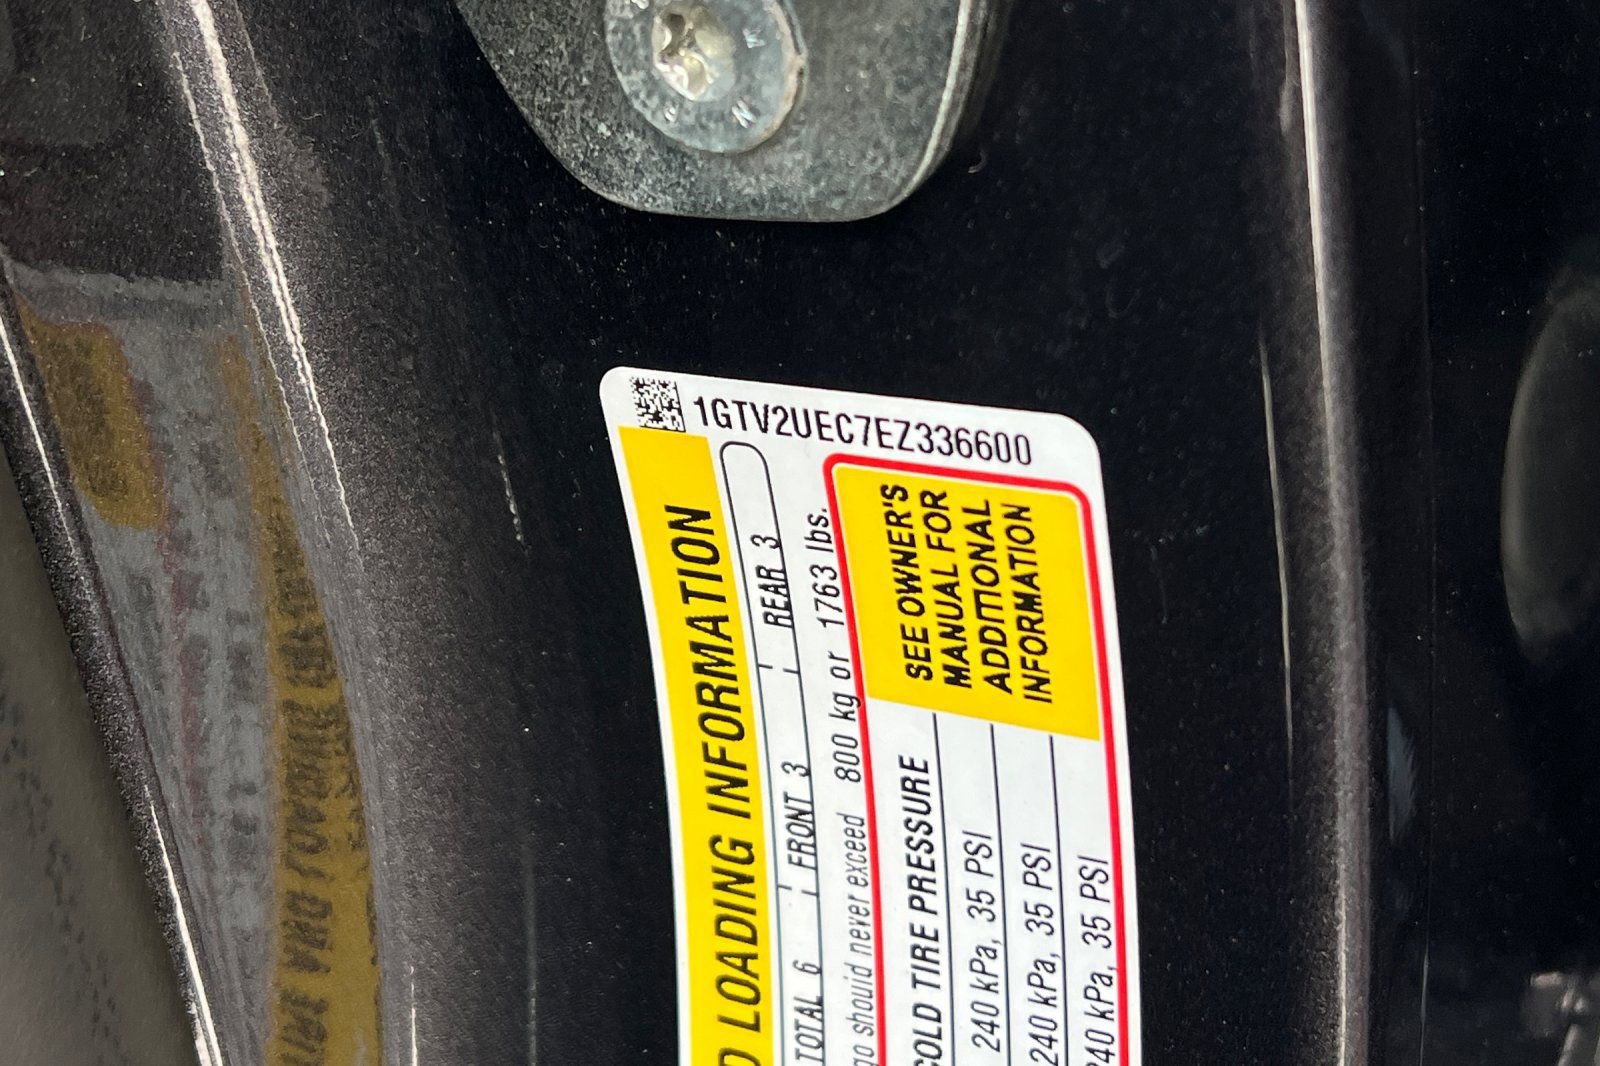 1GTV2UEC7EZ336600
LOADING INFORMATION
TOTAL 6 FRONT 3 REAR 3
should never exceed 800 kg or 1763 lbs.
COLD TIRE PRESSURE
240 kPa, 35 PSI
240 kPa, 35 PSI
240 kPa, 35 PSI
SEE OWNER'S
MANUAL FOR
ADDITIONAL
INFORMATION